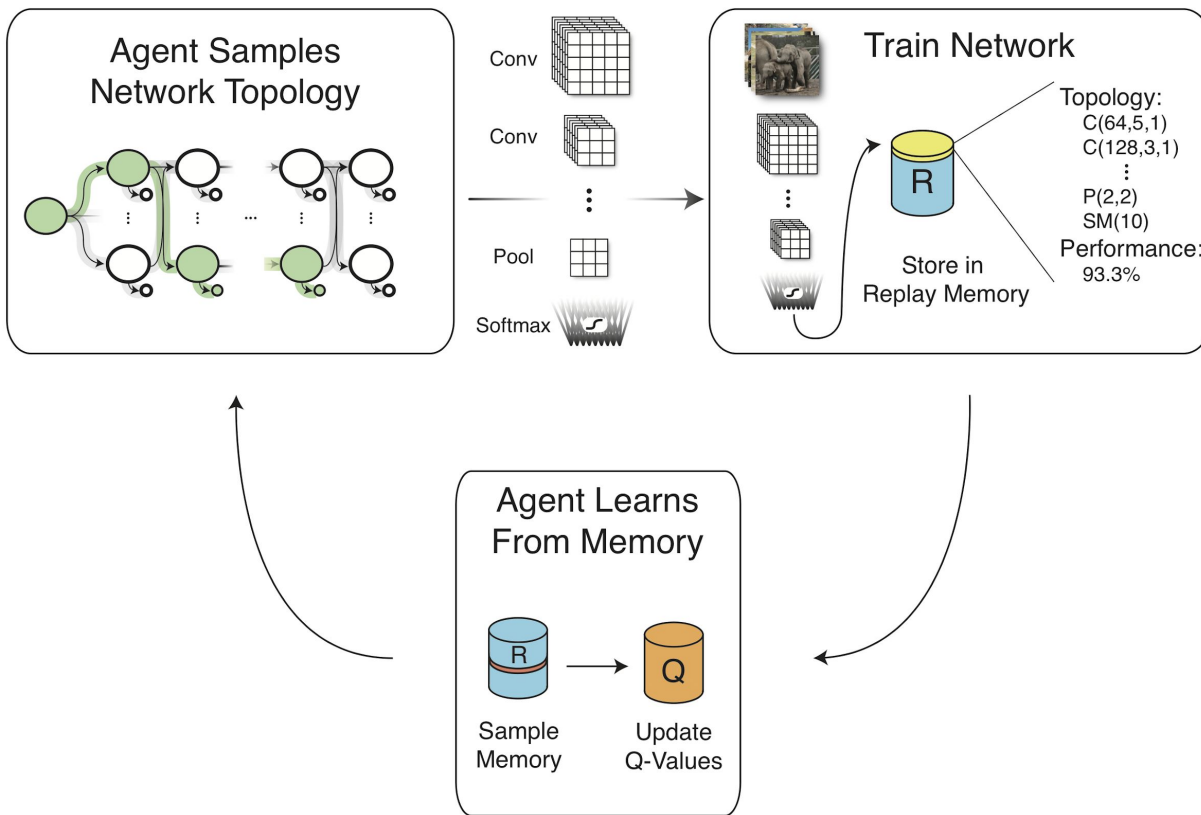 Agent Samples
Network Topology
Conv
Conv
Pool
Softmax
Train Network
R
Store in
Replay Memory
Topology:
C(64,5,1)
C(128,3,1)
P(2,2)
SM(10)
Performance:
93.3%
Agent Learns
From Memory
R
Q
Sample
Memory
Update
Q-Values